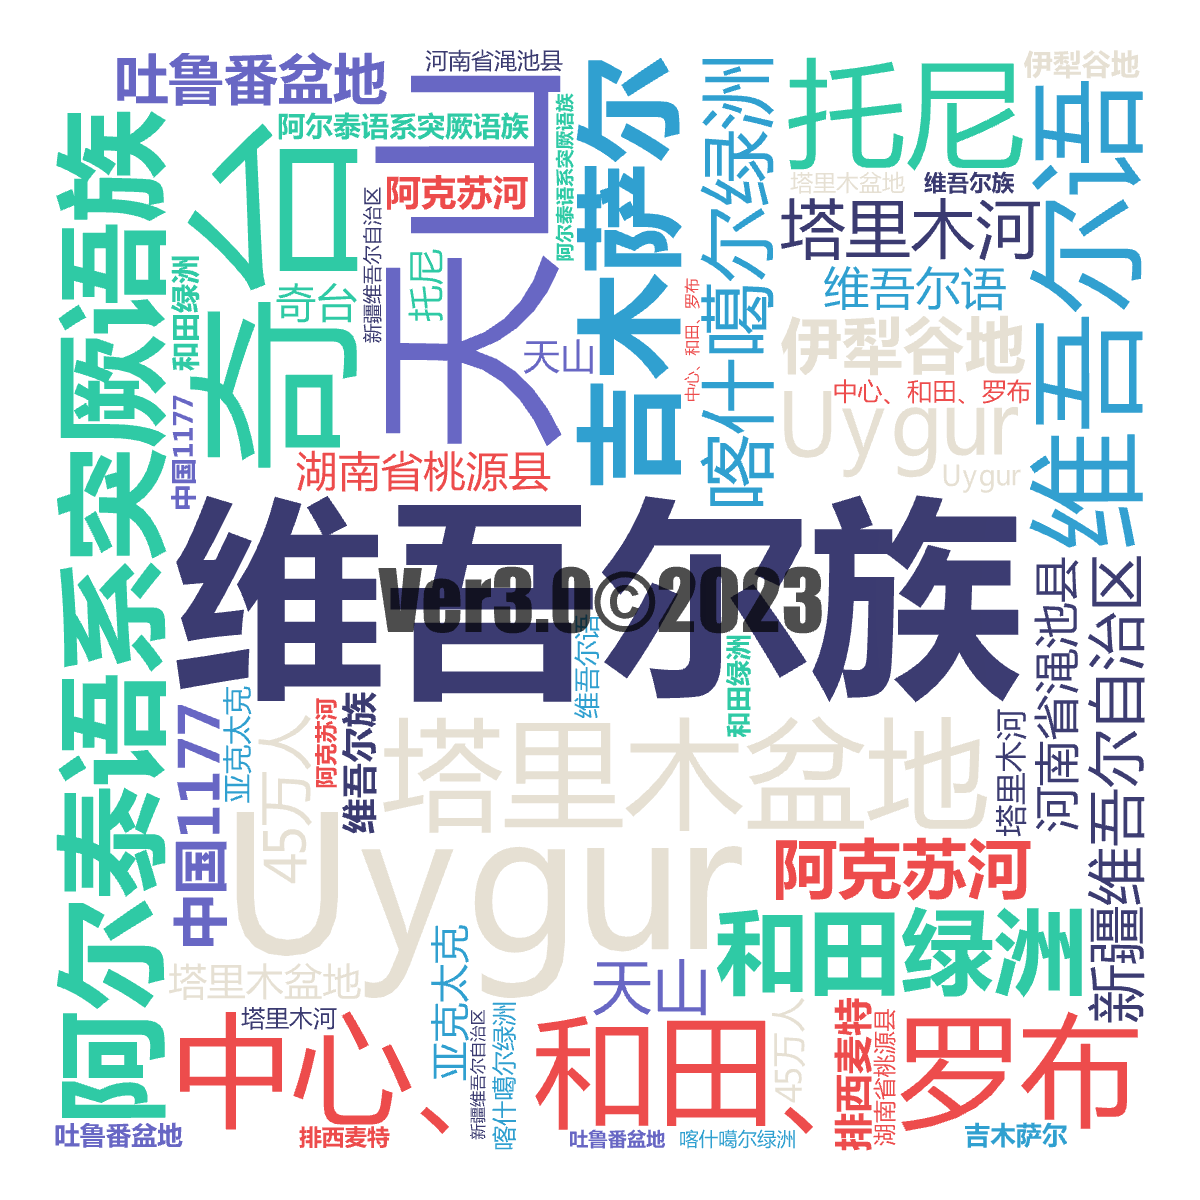 吐鲁番盆地
河南省渑池县
伊犁谷地
阿尔泰语系突厥语族
天山
吉木萨尔
喀什噶尔绿洲
托尼
维吾尔语
阿尔泰语系突厥语族
奇台
阿尔泰语系突厥语族
阿克苏河
塔里木盆地
维吾尔族
新疆维吾尔自治区
塔里木河
和田绿洲
奇台
托尼
中心、和田、罗布
维吾尔语
伊犁谷地
天山
中心、和田、罗布
Uygur
中国1177
湖南省桃源县
Uygur
维吾尔族
Ver3.0©2023
维吾尔语
和田绿洲
河南省渑池县
新疆维吾尔自治区
中国1177
亚克太克
45万人
阿克苏河
维吾尔族
塔里木盆地
塔里木河
Uygur
阿克苏河
和田绿洲
塔里木盆地
亚克太克
天山
塔里木河
中心、和田、罗布
新疆维吾尔自治区
喀什噶尔绿洲
45万人
排西麦特
湖南省桃源县
吐鲁番盆地
排西麦特
吐鲁番盆地
喀什噶尔绿洲
吉木萨尔